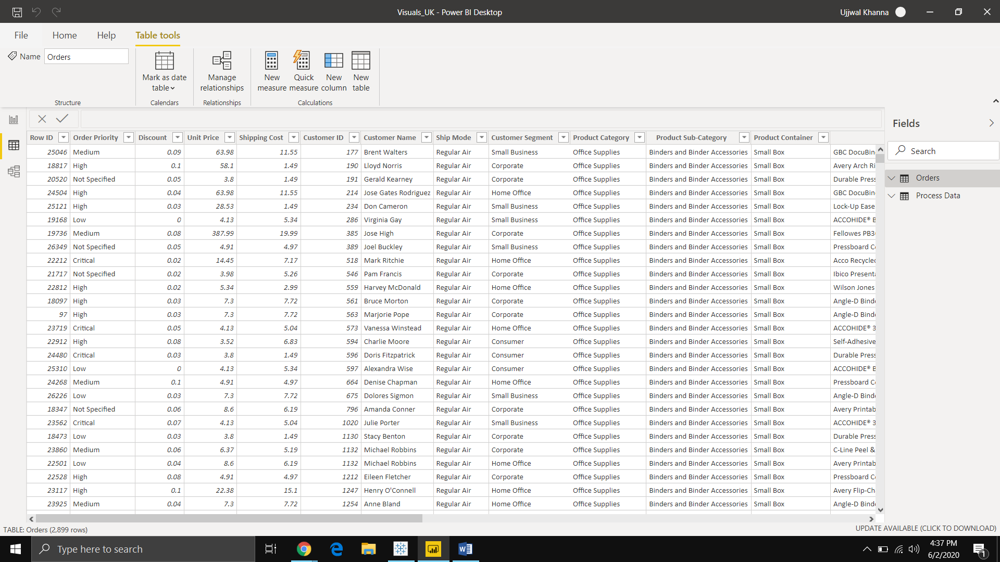 Visuals_UK - Power BI Desktop
Ujjwal Khanna
File Home Help Table tools
Name Orders
Mark as date table
Manage relationships
New measure
Quick measure
New column
New table
Structure Calendars Relationships Calculations
Fields
Search
Orders
Process Data
Row ID Order Priority Discount Unit Price Shipping Cost Customer ID Customer Name Ship Mode Customer Segment Product Category Product Sub-Category Product Container
25046 Medium 0.09 63.98 11.55 177 Brent Walters Regular Air Small Business Office Supplies Binders and Binder Accessories Small Box GBC DocuBin
18817 High 0.1 58.1 1.49 190 Lloyd Norris Regular Air Corporate Office Supplies Binders and Binder Accessories Small Box Avery Arch Ri
20520 Not Specified 0.05 3.8 1.49 191 Gerald Kearney Regular Air Corporate Office Supplies Binders and Binder Accessories Small Box Durable Press
24504 High 0.04 63.98 11.55 214 Jose Gates Rodriguez Regular Air Home Office Office Supplies Binders and Binder Accessories Small Box GBC DocuBin
25121 High 0.03 28.53 1.49 234 Don Cameron Regular Air Small Business Office Supplies Binders and Binder Accessories Small Box Lock-Up Ease
19168 Low 0 4.13 5.34 286 Virginia Gay Regular Air Small Business Office Supplies Binders and Binder Accessories Small Box ACCOHIDE® B
19736 Medium 0.08 387.99 19.99 385 Jose High Regular Air Corporate Office Supplies Binders and Binder Accessories Small Box Fellowes PB3
26349 Not Specified 0.05 4.91 4.97 389 Joel Buckley Regular Air Small Business Office Supplies Binders and Binder Accessories Small Box Pressboard C
22212 Critical 0.02 14.45 7.17 518 Mark Ritchie Regular Air Home Office Office Supplies Binders and Binder Accessories Small Box Acco Recycle
21717 Not Specified 0.02 3.98 5.26 546 Pam Francis Regular Air Corporate Office Supplies Binders and Binder Accessories Small Box Ibico Present
22812 High 0.02 5.34 2.99 559 Harvey McDonald Regular Air Home Office Office Supplies Binders and Binder Accessories Small Box Wilson Jones
18097 High 0.03 7.3 7.72 561 Bruce Morton Regular Air Corporate Office Supplies Binders and Binder Accessories Small Box Angle-D Bind
97 High 0.03 7.3 7.72 563 Marjorie Pope Regular Air Corporate Office Supplies Binders and Binder Accessories Small Box Angle-D Bind
23719 Critical 0.05 4.13 5.04 573 Vanessa Winstead Regular Air Home Office Office Supplies Binders and Binder Accessories Small Box ACCOHIDE® 3
22912 High 0.08 3.52 6.83 594 Charlie Moore Regular Air Consumer Office Supplies Binders and Binder Accessories Small Box Self-Adhesive
24480 Critical 0.03 3.8 1.49 596 Doris Fitzpatrick Regular Air Consumer Office Supplies Binders and Binder Accessories Small Box Durable Press
25310 Low 0 4.13 5.34 597 Alexandra Wise Regular Air Consumer Office Supplies Binders and Binder Accessories Small Box ACCOHIDE® B
24268 Medium 0.1 4.91 4.97 664 Denise Chapman Regular Air Home Office Office Supplies Binders and Binder Accessories Small Box Pressboard C
26226 Low 0.03 7.3 7.72 675 Dolores Sigmon Regular Air Small Business Office Supplies Binders and Binder Accessories Small Box Angle-D Bind
18347 Not Specified 0.06 8.6 6.19 796 Amanda Conner Regular Air Corporate Office Supplies Binders and Binder Accessories Small Box Avery Printab
23562 Critical 0.07 4.13 5.04 1020 Julie Porter Regular Air Small Business Office Supplies Binders and Binder Accessories Small Box ACCOHIDE® 3
18473 Low 0.03 3.8 1.49 1130 Stacy Benton Regular Air Corporate Office Supplies Binders and Binder Accessories Small Box Durable Press
23860 Medium 0.06 6.37 5.19 1132 Michael Robbins Regular Air Corporate Office Supplies Binders and Binder Accessories Small Box C-Line Peel &
22501 Low 0.04 8.6 6.19 1132 Michael Robbins Regular Air Home Office Office Supplies Binders and Binder Accessories Small Box Avery Printab
22528 High 0.08 4.91 4.97 1212 Eileen Fletcher Regular Air Corporate Office Supplies Binders and Binder Accessories Small Box Pressboard C
23117 High 0.1 22.38 15.1 1247 Henry O'Connell Regular Air Home Office Office Supplies Binders and Binder Accessories Small Box Avery Flip-Ch
23925 Medium 0.04 7.3 7.72 1254 Anne Bland Regular Air Home Office Office Supplies Binders and Binder Accessories Small Box Angle-D Bind
TABLE: Orders (2,899 rows)
UPDATE AVAILABLE (CLICK TO DOWNLOAD)
Type here to search
4:37 PM
6/2/2020
1